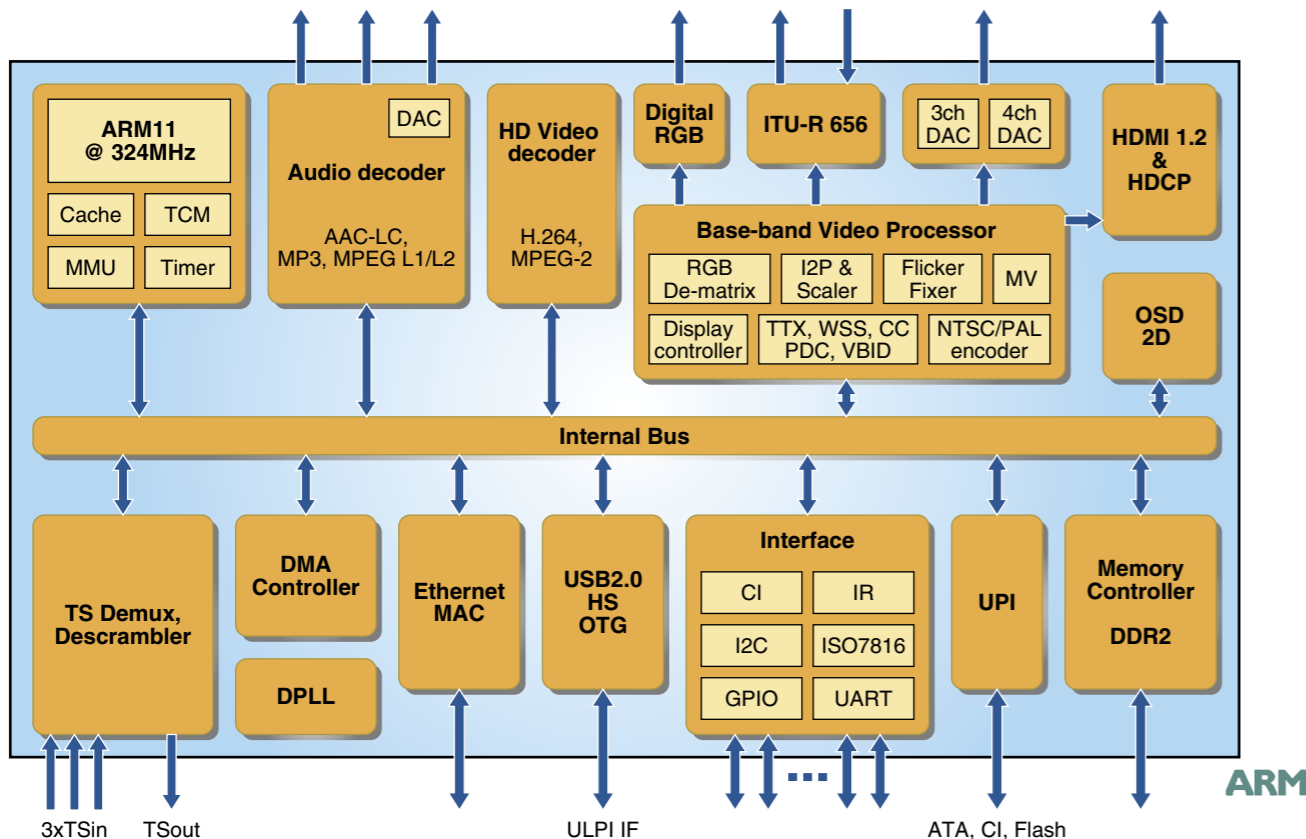 ARM11
@ 324MHz
Cache
TCM
MMU
Timer
DAC
Audio decoder
AAC-LC,
MP3, MPEG L1/L2
HD Video
decoder
H.264,
MPEG-2
Digital
RGB
ITU-R 656
3ch
DAC
4ch
DAC
HDMI 1.2
&
HDCP
Base-band Video Processor
RGB
De-matrix
I2P &
Scaler
Flicker
Fixer
MV
Display
controller
TTX, WSS, CC
PDC, VBID
NTSC/PAL
encoder
OSD
2D
Internal Bus
TS Demux,
Descrambler
DMA
Controller
DPLL
Ethernet
MAC
USB2.0
HS
OTG
Interface
CI
IR
I2C
ISO7816
GPIO
UART
UPI
Memory
Controller
DDR2
3xTSin
TSout
ULPI IF
ATA, CI, Flash
ARM